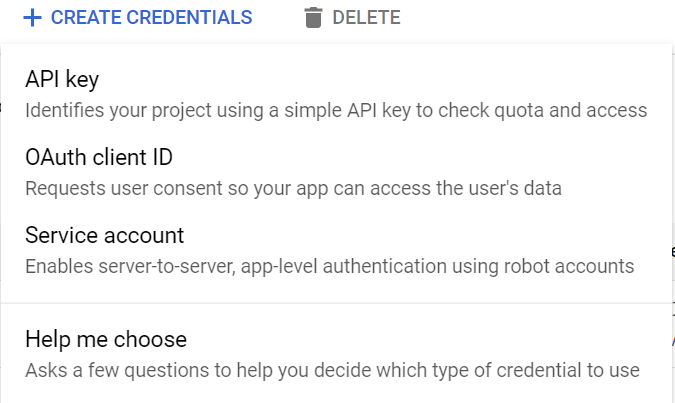 + CREATE CREDENTIALS DELETE
API key
Identifies your project using a simple API key to check quota and access
OAuth client ID
Requests user consent so your app can access the user's data
Service account
Enables server-to-server, app-level authentication using robot accounts
Help me choose
Asks a few questions to help you decide which type of credential to use